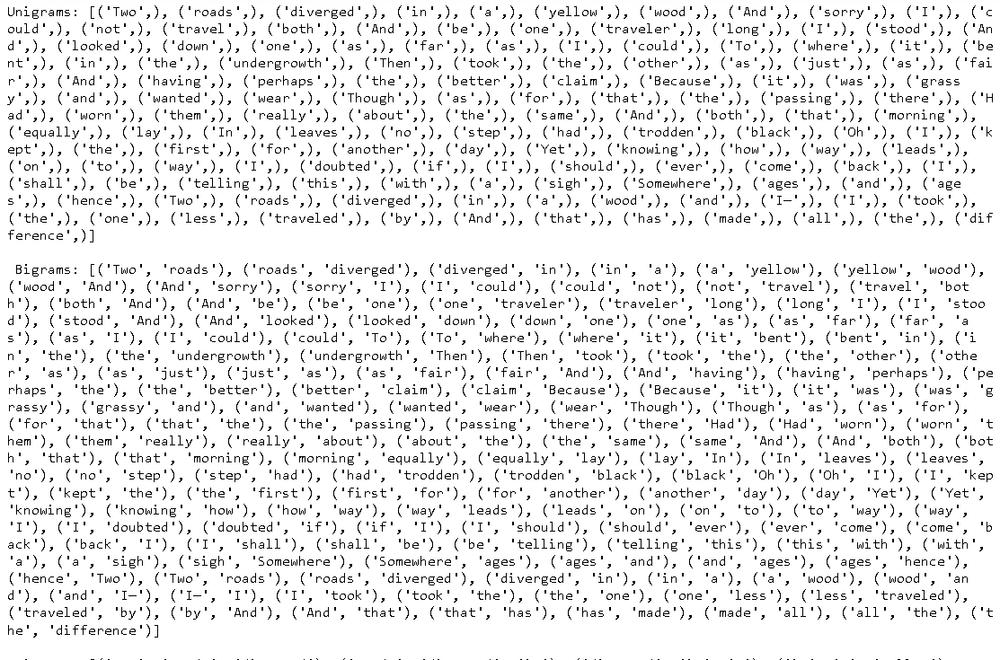 Unigrams: [('Two',), ('roads',), ('diverged',), ('in',), ('a',), ('yellow',), ('wood',), ('And',), ('sorry',), ('I',), ('c
ould',), ('not',), ('travel',), ('both',), ('And',), ('be',), ('one',), ('traveler',), ('long',), ('I',), ('stood',), ('An
d',), ('looked',), ('down',), ('one',), ('as',), ('far',), ('as',), ('I',), ('could',), ('To',), ('where',), ('it',), ('be
nt',), ('in',), ('the',), ('undergrowth',), ('Then',), ('took',), ('the',), ('other',), ('as',), ('just',), ('as',), ('fai
r',), ('And',), ('having',), ('perhaps',), ('the',), ('better',), ('claim',), ('Because',), ('it',), ('was',), ('grass
y',), ('and',), ('wanted',), ('wear',), ('Though',), ('as',), ('for',), ('that',), ('the',), ('passing',), ('there',), ('H
ad',), ('worn',), ('them',), ('really',), ('about',), ('the',), ('same',), ('And',), ('both',), ('that',), ('morning',),
('equally',), ('lay',), ('In',), ('leaves',), ('no',), ('step',), ('had',), ('trodden',), ('black',), ('Oh',), ('I',), ('k
ept',), ('the',), ('first',), ('for',), ('another',), ('day',), ('Yet',), ('knowing',), ('how',), ('way',), ('leads',),
('on',), ('to',), ('way',), ('I',), ('doubted',), ('if',), ('I',), ('should',), ('ever',), ('come',), ('back',), ('I',),
('shall',), ('be',), ('telling',), ('this',), ('with',), ('a',), ('sigh',), ('Somewhere',), ('ages',), ('and',), ('age
s',), ('hence',), ('Two',), ('roads',), ('diverged',), ('in',), ('a',), ('wood',), ('and',), ('I—',), ('I',), ('took',),
('the',), ('one',), ('less',), ('traveled',), ('by',), ('And',), ('that',), ('has',), ('made',), ('all',), ('the',), ('dif
ference',)]
Bigrams: [('Two', 'roads'), ('roads', 'diverged'), ('diverged', 'in'), ('in', 'a'), ('a', 'yellow'), ('yellow', 'wood'),
('wood', 'And'), ('And', 'sorry'), ('sorry', 'I'), ('I', 'could'), ('could', 'not'), ('not', 'travel'), ('travel', 'bot
h'), ('both', 'And'), ('And', 'be'), ('be', 'one'), ('one', 'traveler'), ('traveler', 'long'), ('long', 'I'), ('I', 'stoo
d'), ('stood', 'And'), ('And', 'looked'), ('looked', 'down'), ('down', 'one'), ('one', 'as'), ('as', 'far'), ('far', 'a
s'), ('as', 'I'), ('I', 'could'), ('could', 'To'), ('To', 'where'), ('where', 'it'), ('it', 'bent'), ('bent', 'in'), ('i
n', 'the'), ('the', 'undergrowth'), ('undergrowth', 'Then'), ('Then', 'took'), ('took', 'the'), ('the', 'other'), ('othe
r', 'as'), ('as', 'just'), ('just', 'as'), ('as', 'fair'), ('fair', 'And'), ('And', 'having'), ('having', 'perhaps'), ('pe
rhaps', 'the'), ('the', 'better'), ('better', 'claim'), ('claim', 'Because'), ('Because', 'it'), ('it', 'was'), ('was', 'g
rassy'), ('grassy', 'and'), ('and', 'wanted'), ('wanted', 'wear'), ('wear', 'Though'), ('Though', 'as'), ('as', 'for'),
('for', 'that'), ('that', 'the'), ('the', 'passing'), ('passing', 'there'), ('there', 'Had'), ('Had', 'worn'), ('worn', 't
hem'), ('them', 'really'), ('really', 'about'), ('about', 'the'), ('the', 'same'), ('same', 'And'), ('And', 'both'), ('bot
h', 'that'), ('that', 'morning'), ('morning', 'equally'), ('equally', 'lay'), ('lay', 'In'), ('In', 'leaves'), ('leaves',
'no'), ('no', 'step'), ('step', 'had'), ('had', 'trodden'), ('trodden', 'black'), ('black', 'Oh'), ('Oh', 'I'), ('I', 'kep
t'), ('kept', 'the'), ('the', 'first'), ('first', 'for'), ('for', 'another'), ('another', 'day'), ('day', 'Yet'), ('Yet',
'knowing'), ('knowing', 'how'), ('how', 'way'), ('way', 'leads'), ('leads', 'on'), ('on', 'to'), ('to', 'way'), ('way',
'I'), ('I', 'doubted'), ('doubted', 'if'), ('if', 'I'), ('I', 'should'), ('should', 'ever'), ('ever', 'come'), ('come', 'b
ack'), ('back', 'I'), ('I', 'shall'), ('shall', 'be'), ('be', 'telling'), ('telling', 'this'), ('this', 'with'), ('with',
'a'), ('a', 'sigh'), ('sigh', 'Somewhere'), ('Somewhere', 'ages'), ('ages', 'and'), ('and', 'ages'), ('ages', 'hence'),
('hence', 'Two'), ('Two', 'roads'), ('roads', 'diverged'), ('diverged', 'in'), ('in', 'a'), ('a', 'wood'), ('wood', 'an
d'), ('and', 'I—'), ('I—', 'I'), ('I', 'took'), ('took', 'the'), ('the', 'one'), ('one', 'less'), ('less', 'traveled'),
('traveled', 'by'), ('by', 'And'), ('And', 'that'), ('that', 'has'), ('has', 'made'), ('made', 'all'), ('all', 'the'), ('t
he', 'difference')]